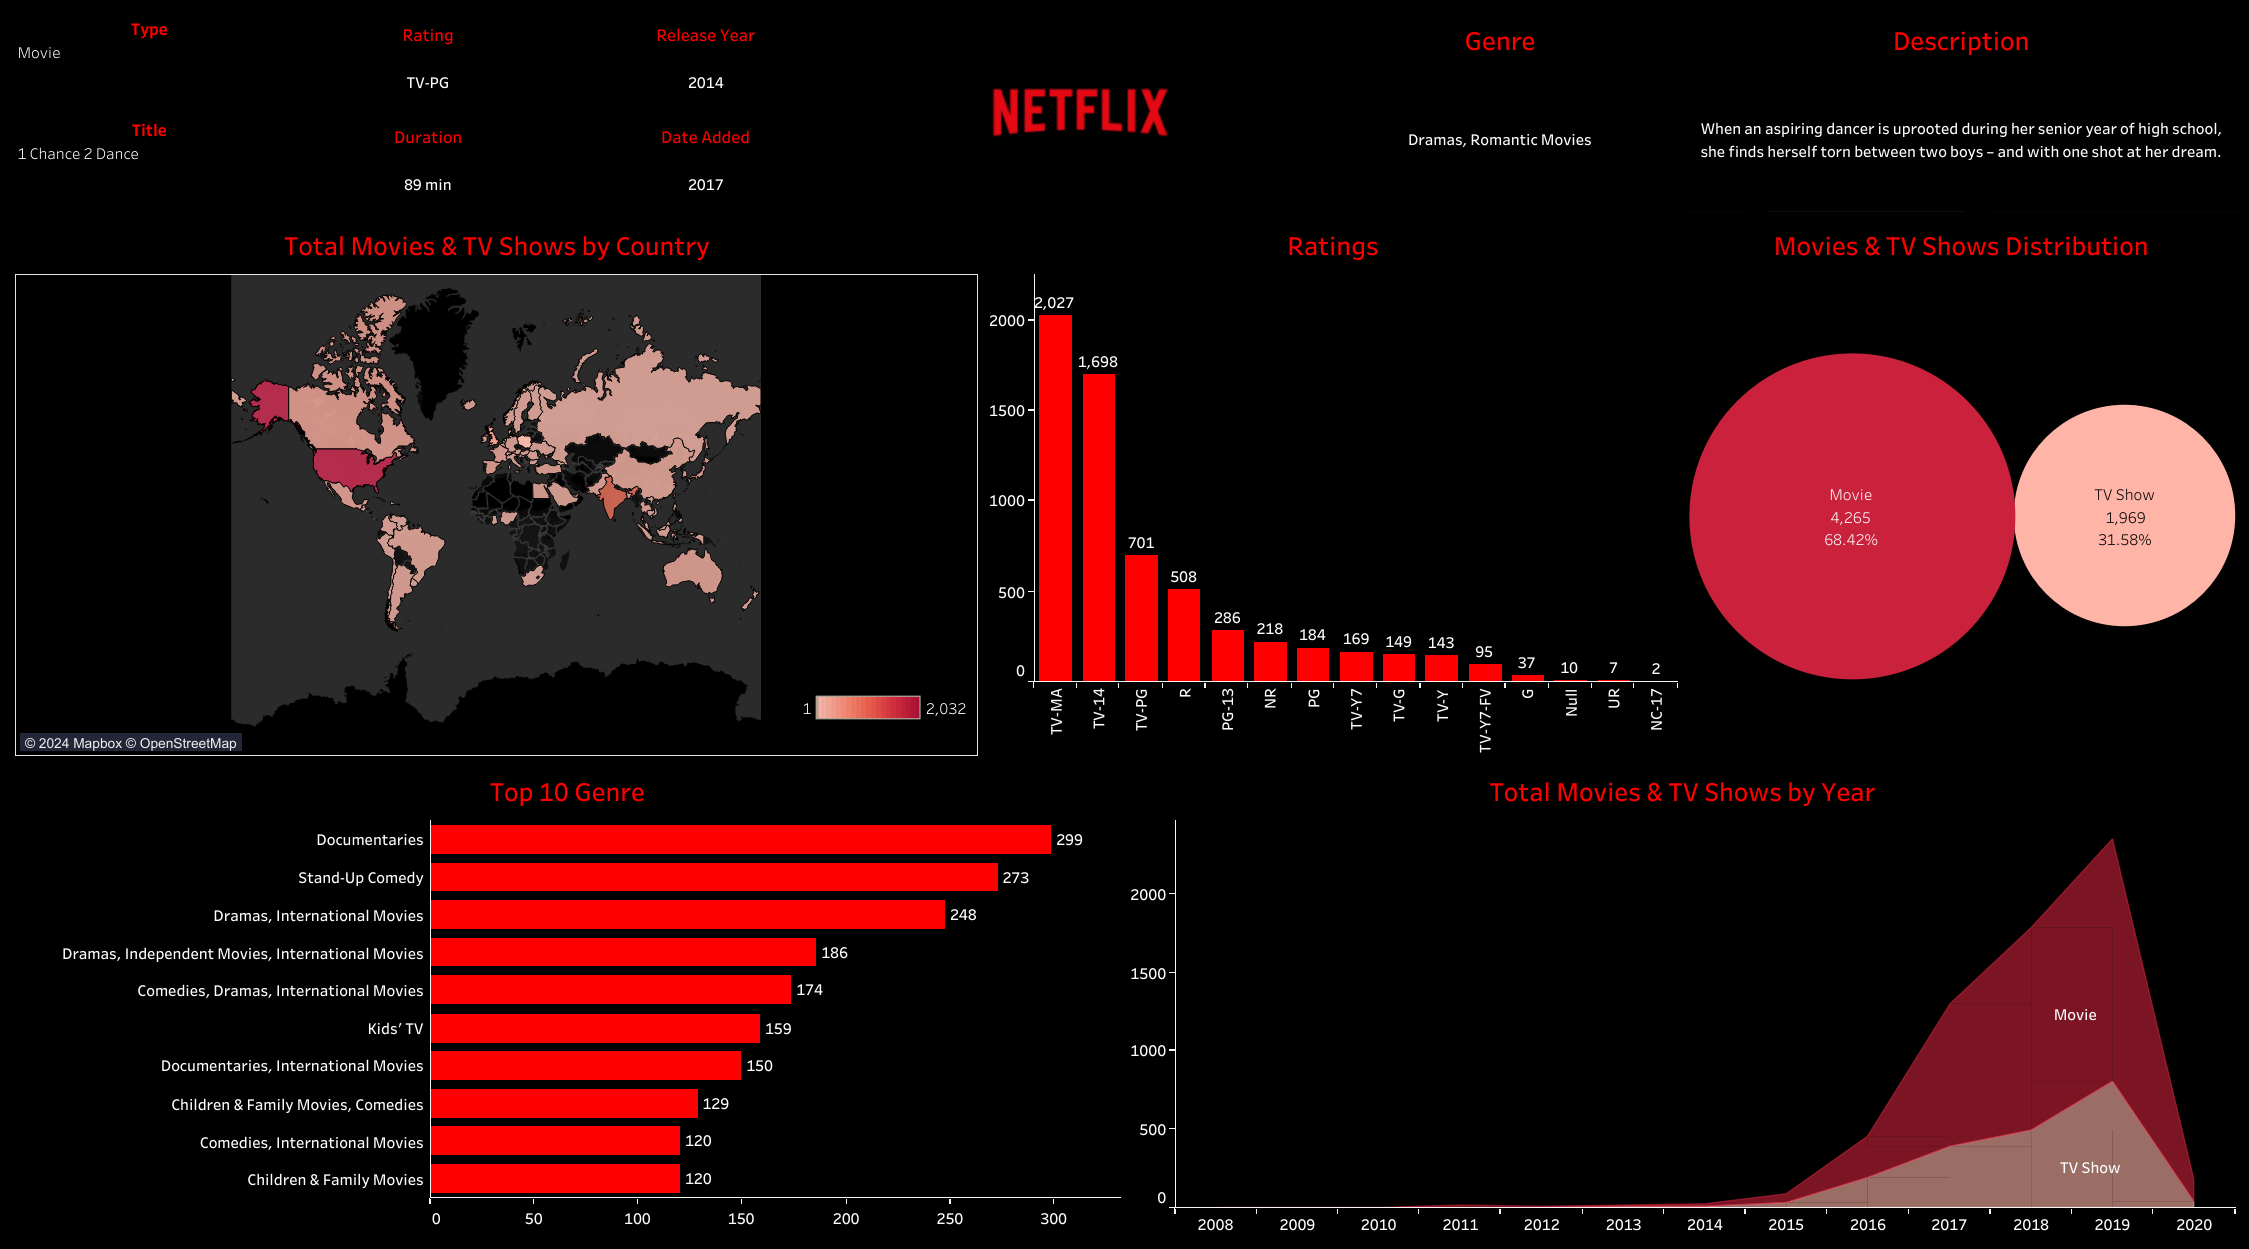 Type
Movie
Rating
TV-PG
Release Year
2014
Title
1 Chance 2 Dance
Duration
89 min
Date Added
2017
NETFLIX
Genre
Dramas, Romantic Movies
Description
When an aspiring dancer is uprooted during her senior year of high school,
she finds herself torn between two boys – and with one shot at her dream.
Total Movies & TV Shows by Country
1
2,032
© 2024 Mapbox © OpenStreetMap
Ratings
2000
1500
1000
500
0
2,027
1,698
701
508
286
218
184
169
149
143
95
37
10
7
2
TV-MA
TV-14
TV-PG
R
PG-13
NR
PG
TV-Y7
TV-G
TV-Y
TV-Y7-FV
G
Null
UR
NC-17
Movies & TV Shows Distribution
Movie
4,265
68.42%
TV Show
1,969
31.58%
Top 10 Genre
Documentaries 299
Stand-Up Comedy 273
Dramas, International Movies 248
Dramas, Independent Movies, International Movies 186
Comedies, Dramas, International Movies 174
Kids' TV 159
Documentaries, International Movies 150
Children & Family Movies, Comedies 129
Comedies, International Movies 120
Children & Family Movies 120
0 50 100 150 200 250 300
Total Movies & TV Shows by Year
2000
1500
1000
500
0
Movie
TV Show
2008 2009 2010 2011 2012 2013 2014 2015 2016 2017 2018 2019 2020